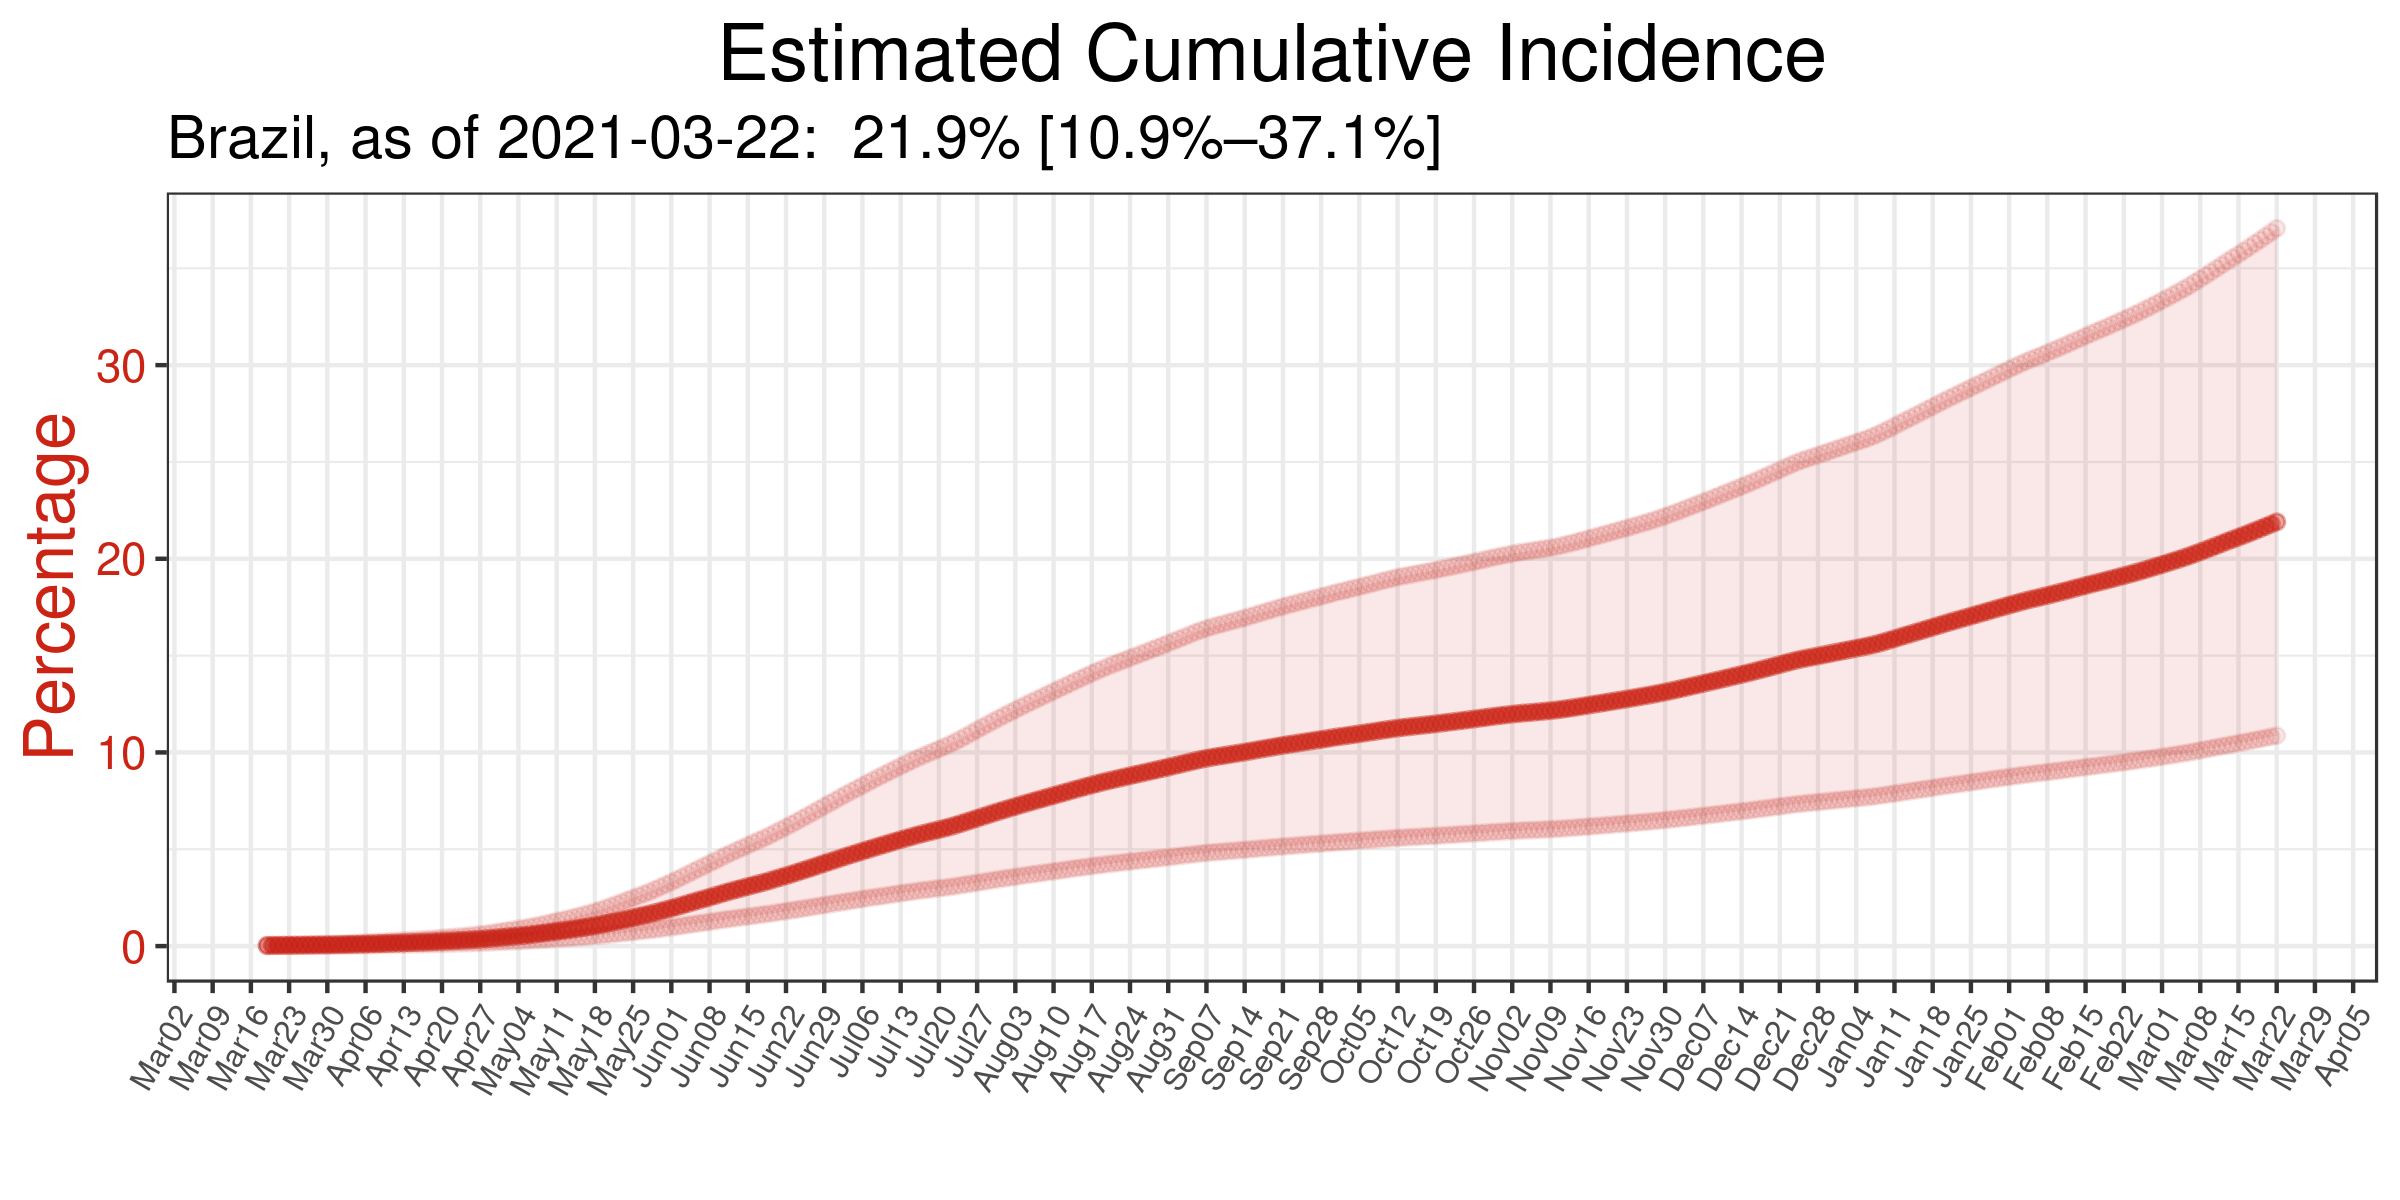 Estimated Cumulative Incidence
Brazil, as of 2021-03-22:  21.9% [10.9%–37.1%]
Percentage
30
20
10
0
Mar02
Mar09
Mar16
Mar23
Mar30
Apr06
Apr13
Apr20
Apr27
May04
May11
May18
May25
Jun01
Jun08
Jun15
Jun22
Jun29
Jul06
Jul13
Jul20
Jul27
Aug03
Aug10
Aug17
Aug24
Aug31
Sep07
Sep14
Sep21
Sep28
Oct05
Oct12
Oct19
Oct26
Nov02
Nov09
Nov16
Nov23
Nov30
Dec07
Dec14
Dec21
Dec28
Jan04
Jan11
Jan18
Jan25
Feb01
Feb08
Feb15
Feb22
Mar01
Mar08
Mar15
Mar22
Mar29
Apr05